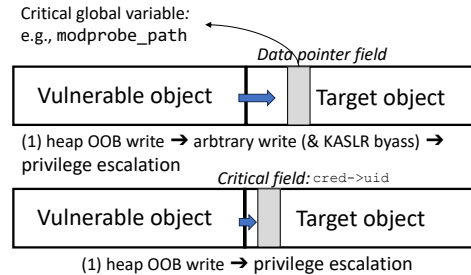 Critical global variable:
e.g., modprobe_path
Data pointer field
Vulnerable object
Target object
(1) heap OOB write ➔ arbtrary write (& KASLR byass) ➔
privilege escalation
Critical field: cred->uid
Vulnerable object
Target object
(1) heap OOB write ➔ privilege escalation